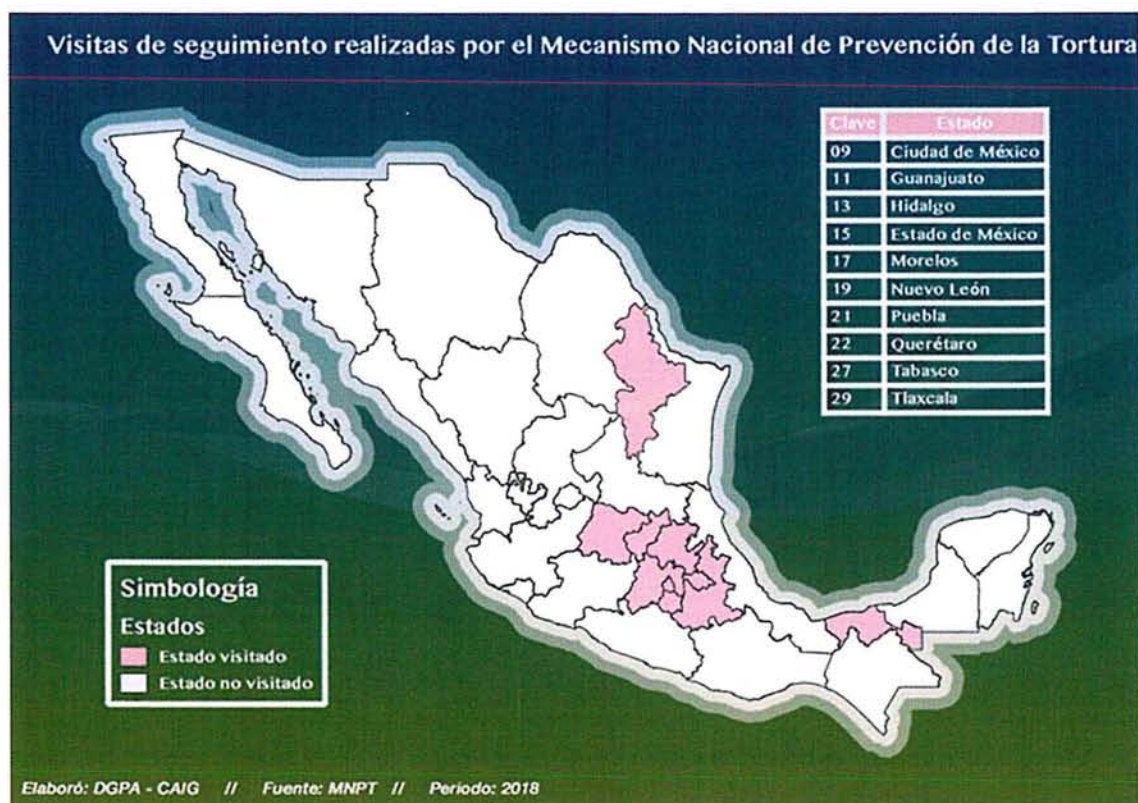 Visitas de seguimiento realizadas por el Mecanismo Nacional de Prevención de la Tortura
Clave Estado
09 Ciudad de México
11 Guanajuato
13 Hidalgo
15 Estado de México
17 Morelos
19 Nuevo León
21 Puebla
22 Querétaro
27 Tabasco
29 Tlaxcala
Simbología
Estados
Estado visitado
Estado no visitado
Elaboró: DGPA - CAIG // Fuente: MNPT // Periodo: 2018